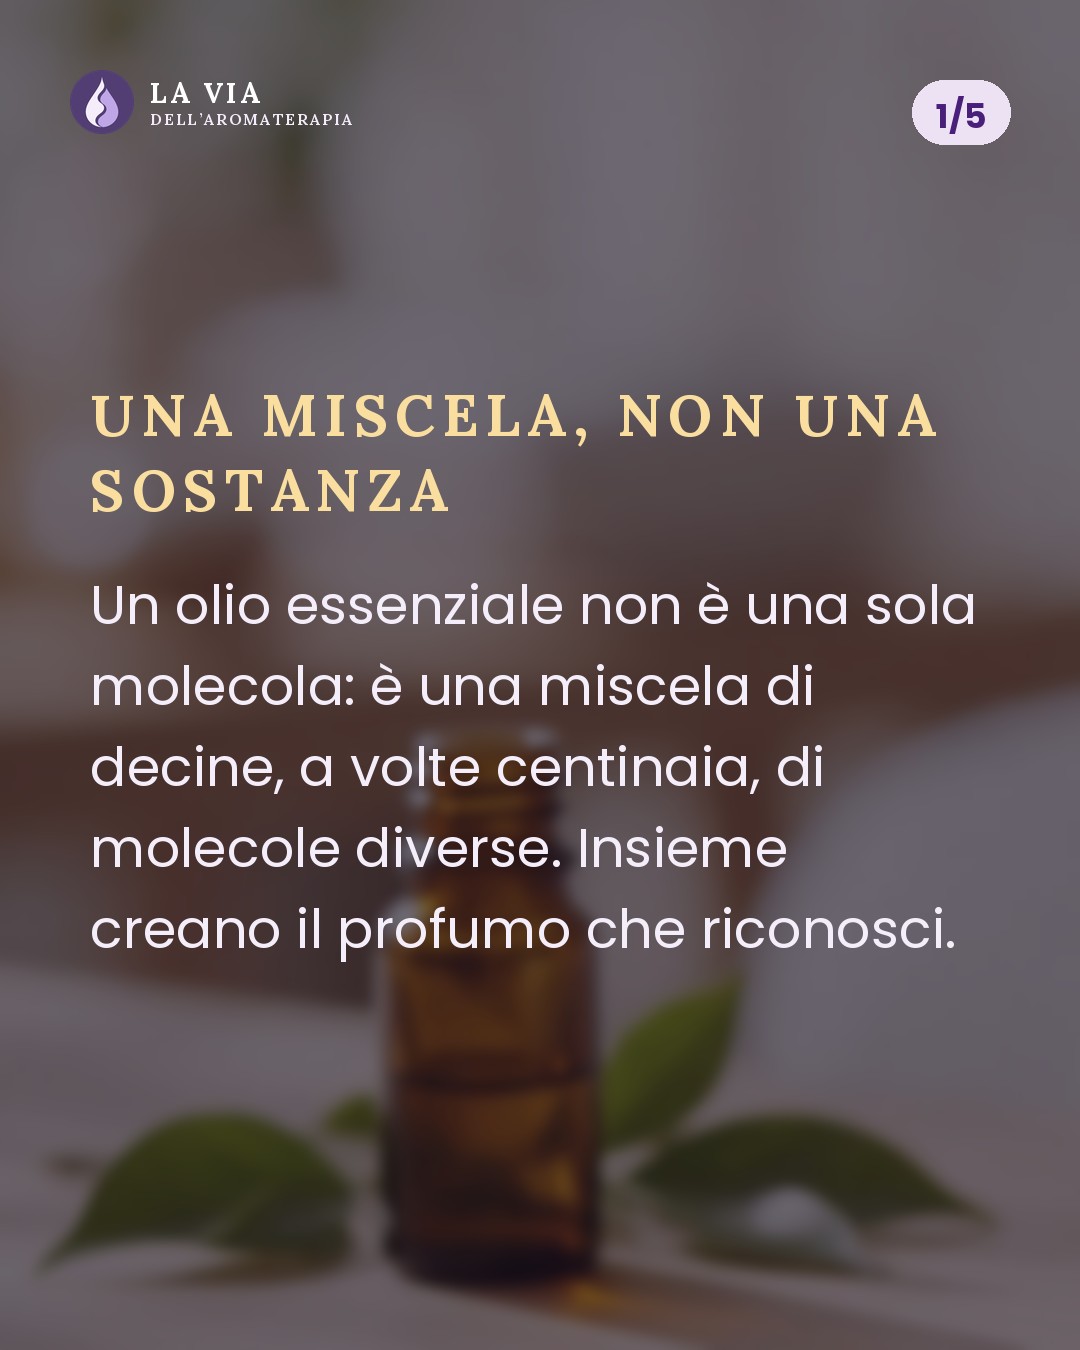 LA VIA
DELL'AROMATERAPIA
1/5
UNA MISCELA, NON UNA
SOSTANZA
Un olio essenziale non è una sola
molecola: è una miscela di
decine, a volte centinaia, di
molecole diverse. Insieme
creano il profumo che riconosci.